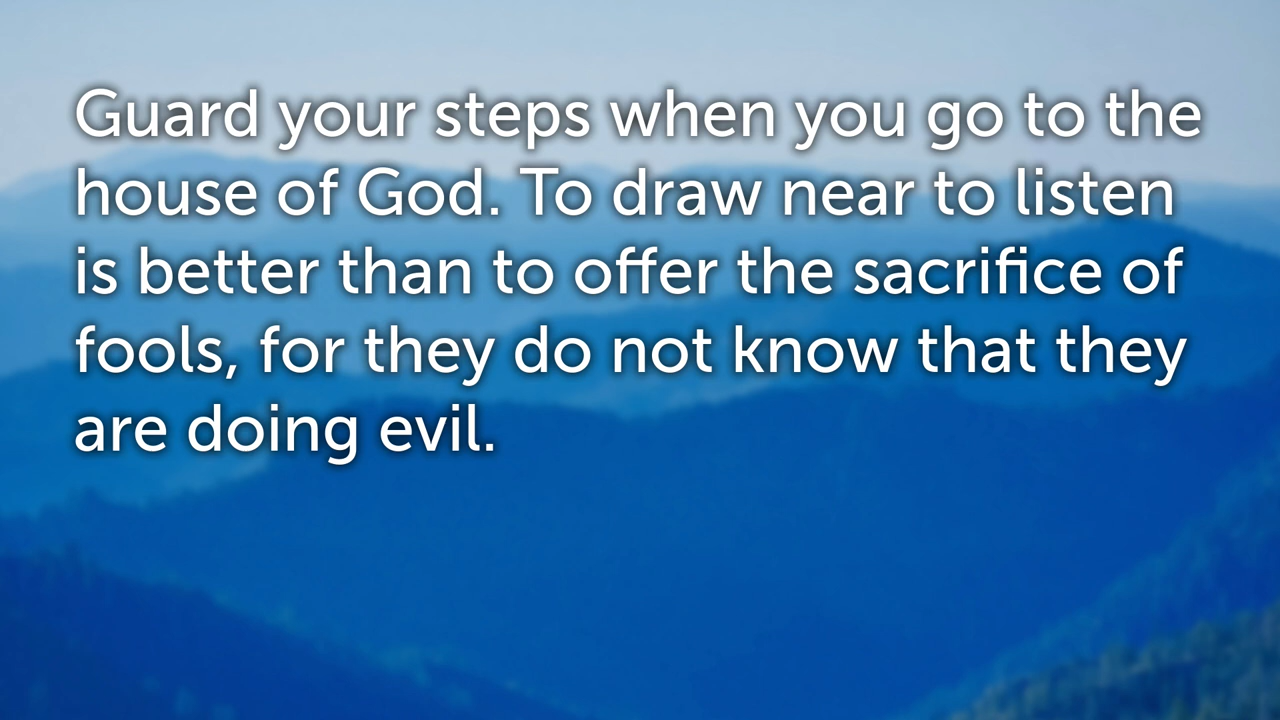 Guard your steps when you go to the
house of God. To draw near to listen
is better than to offer the sacrifice of
fools, for they do not know that they
are doing evil.